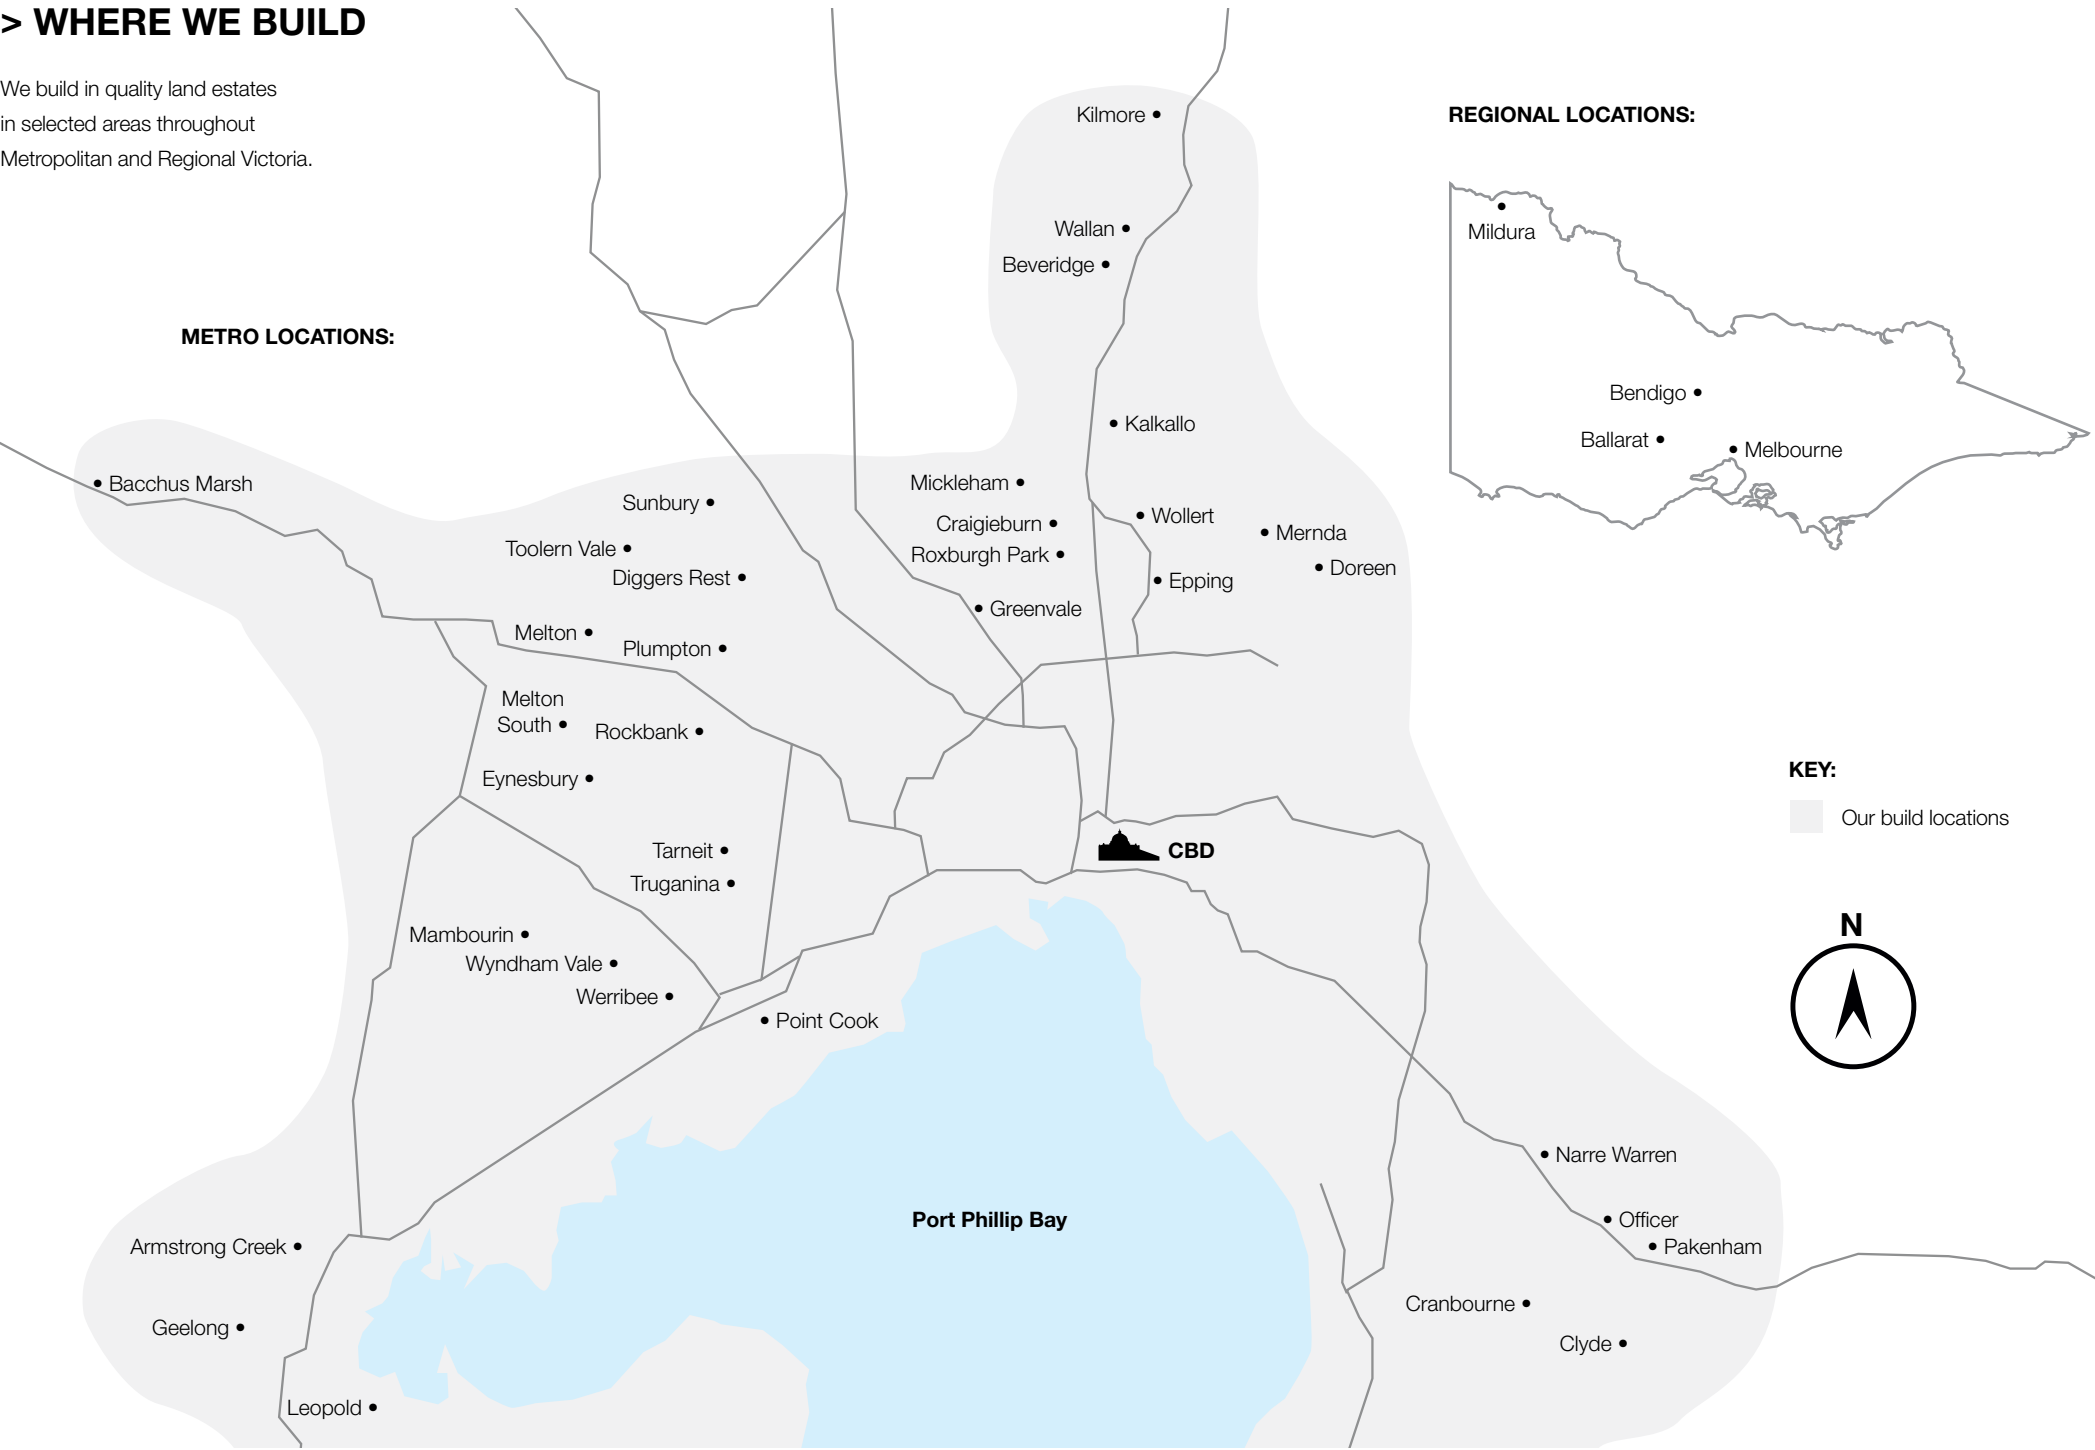 > WHERE WE BUILD
We build in quality land estates
in selected areas throughout
Metropolitan and Regional Victoria.
METRO LOCATIONS:
Kilmore
Wallan
Beveridge
Kalkallo
Bacchus Marsh
Sunbury
Toolern Vale
Diggers Rest
Mickleham
Craigieburn
Roxburgh Park
Greenvale
Wollert
Epping
Mernda
Doreen
Melton
Plumpton
Melton
South
Rockbank
Eynesbury
Tarneit
Truganina
CBD
Mambourin
Wyndham Vale
Werribee
Point Cook
Port Phillip Bay
Armstrong Creek
Geelong
Leopold
Narre Warren
Officer
Pakenham
Cranbourne
Clyde
REGIONAL LOCATIONS:
Mildura
Bendigo
Ballarat
Melbourne
KEY:
Our build locations
N